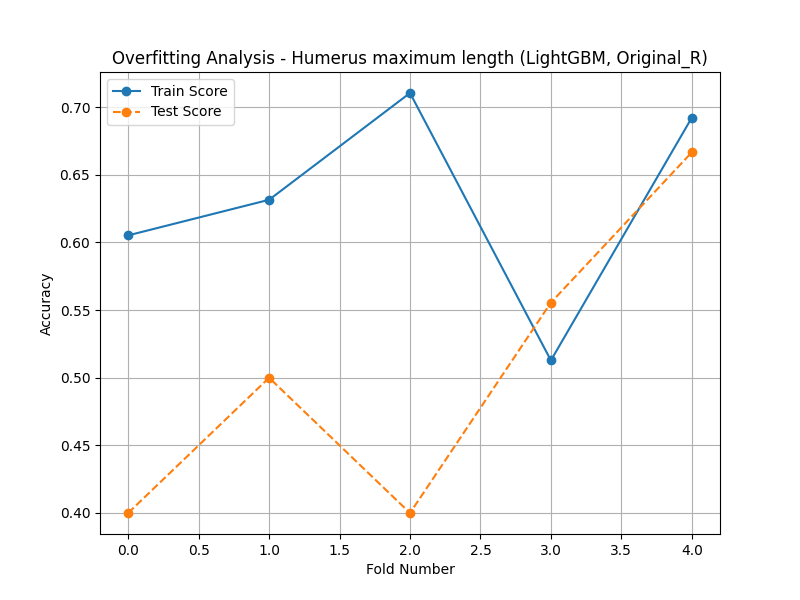 Overfitting Analysis - Humerus maximum length (LightGBM, Original_R)
Train Score
Test Score
0.70
0.65
0.60
0.55
0.50
0.45
0.40
Accuracy
0.0 0.5 1.0 1.5 2.0 2.5 3.0 3.5 4.0
Fold Number